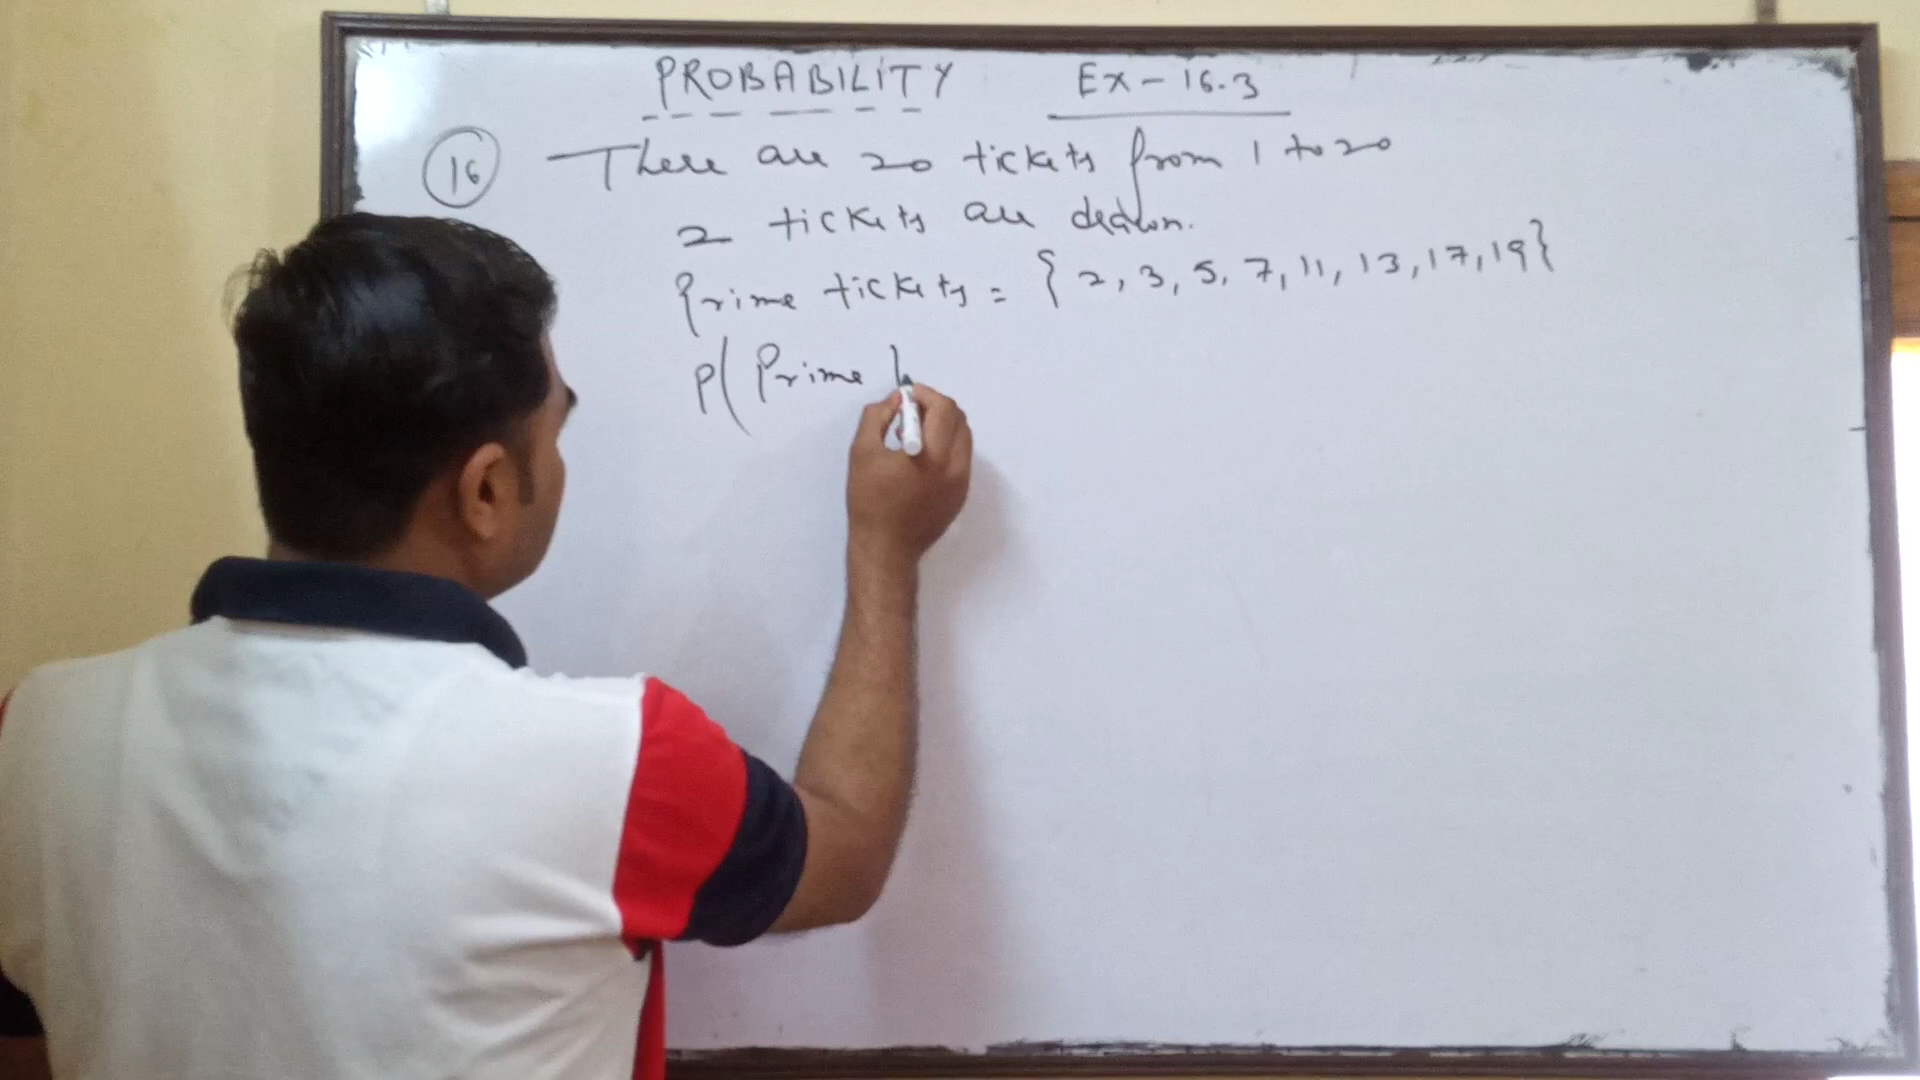 PROBABILITY Ex-16.3
16 There are 20 tickets from 1 to 20
2 tickets are drawn.
Prime tickets = { 2, 3, 5, 7, 11, 13, 17, 19}
P( Prime )